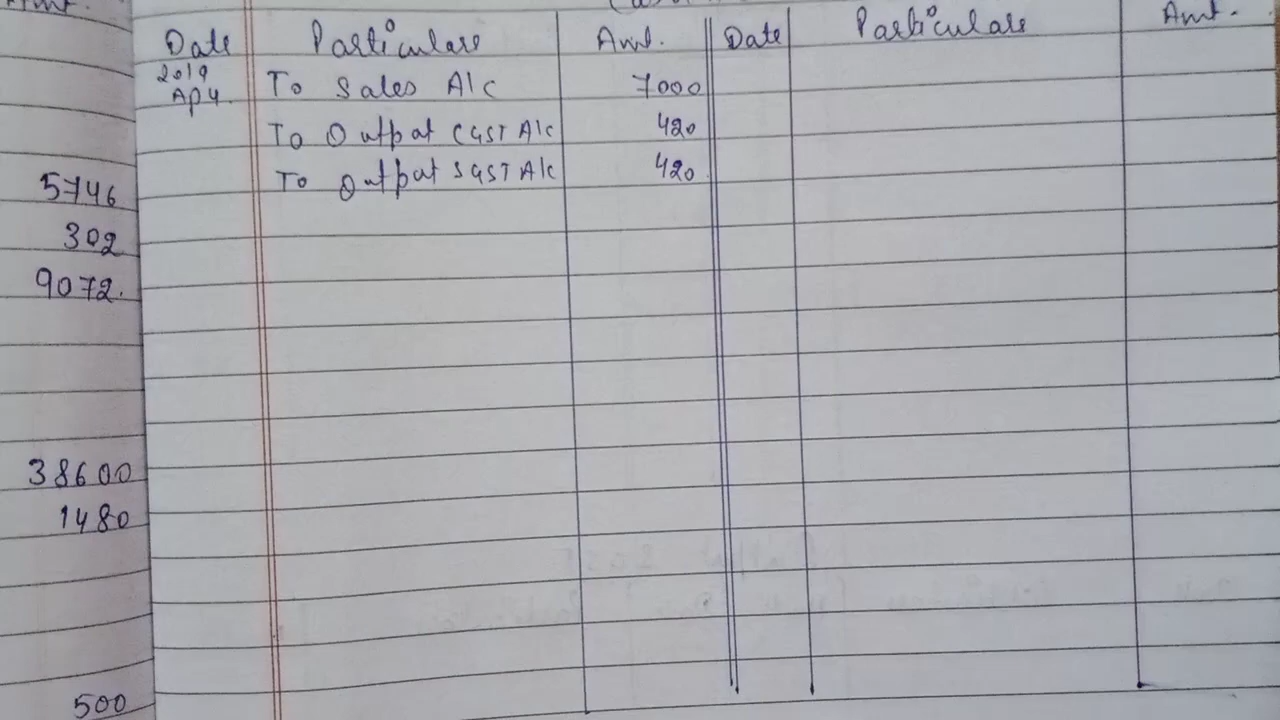 Date Particulars Amt. Date Particulars Amt.
2019
Ap 4. To Sales A/c 7000
To Output CGST A/c 420
To Output SGST A/c 420
5746
302
9072.
38600
1480
500